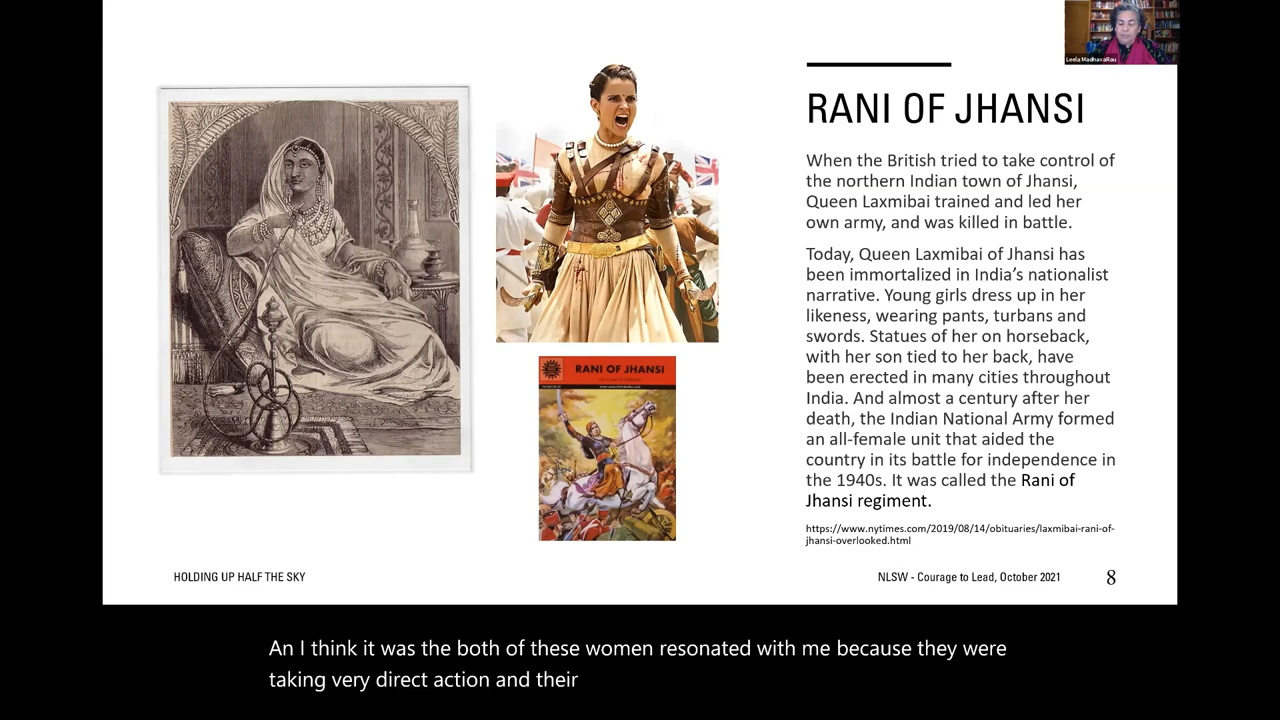 Leela MadhavaRau
RANI OF JHANSI
When the British tried to take control of
the northern Indian town of Jhansi,
Queen Laxmibai trained and led her
own army, and was killed in battle.
Today, Queen Laxmibai of Jhansi has
been immortalized in India’s nationalist
narrative. Young girls dress up in her
likeness, wearing pants, turbans and
swords. Statues of her on horseback,
with her son tied to her back, have
been erected in many cities throughout
India. And almost a century after her
death, the Indian National Army formed
an all-female unit that aided the
country in its battle for independence in
the 1940s. It was called the Rani of
Jhansi regiment.
https://www.nytimes.com/2019/08/14/obituaries/laxmibai-rani-of-
jhansi-overlooked.html
RANI OF JHANSI
HOLDING UP HALF THE SKY
NLSW - Courage to Lead, October 2021
8
An I think it was the both of these women resonated with me because they were
taking very direct action and their